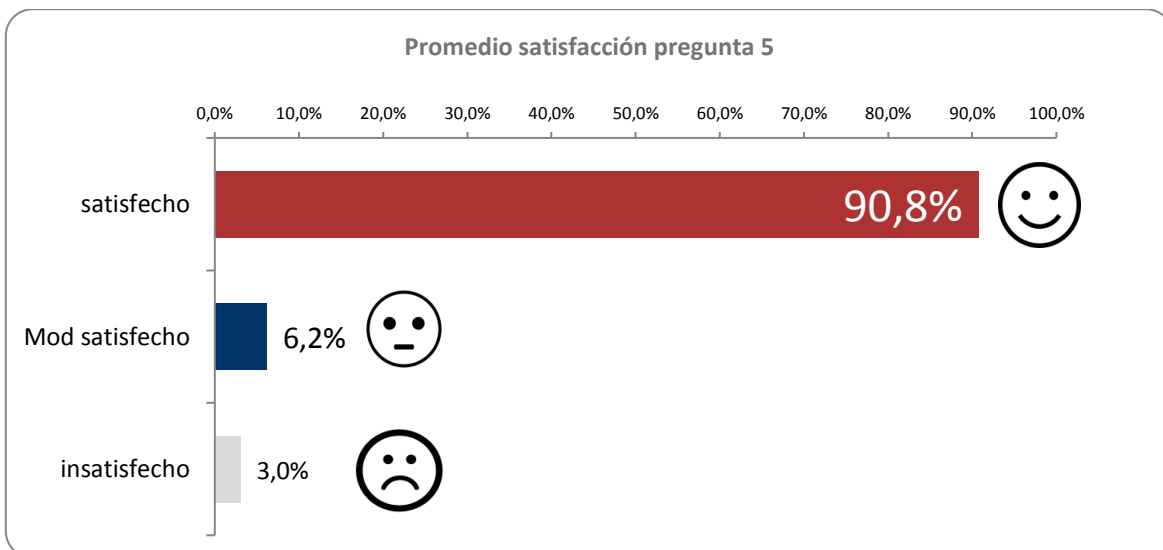 Promedio satisfacción pregunta 5
0,0% 10,0% 20,0% 30,0% 40,0% 50,0% 60,0% 70,0% 80,0% 90,0% 100,0%
satisfecho 90,8%
Mod satisfecho 6,2%
insatisfecho 3,0%